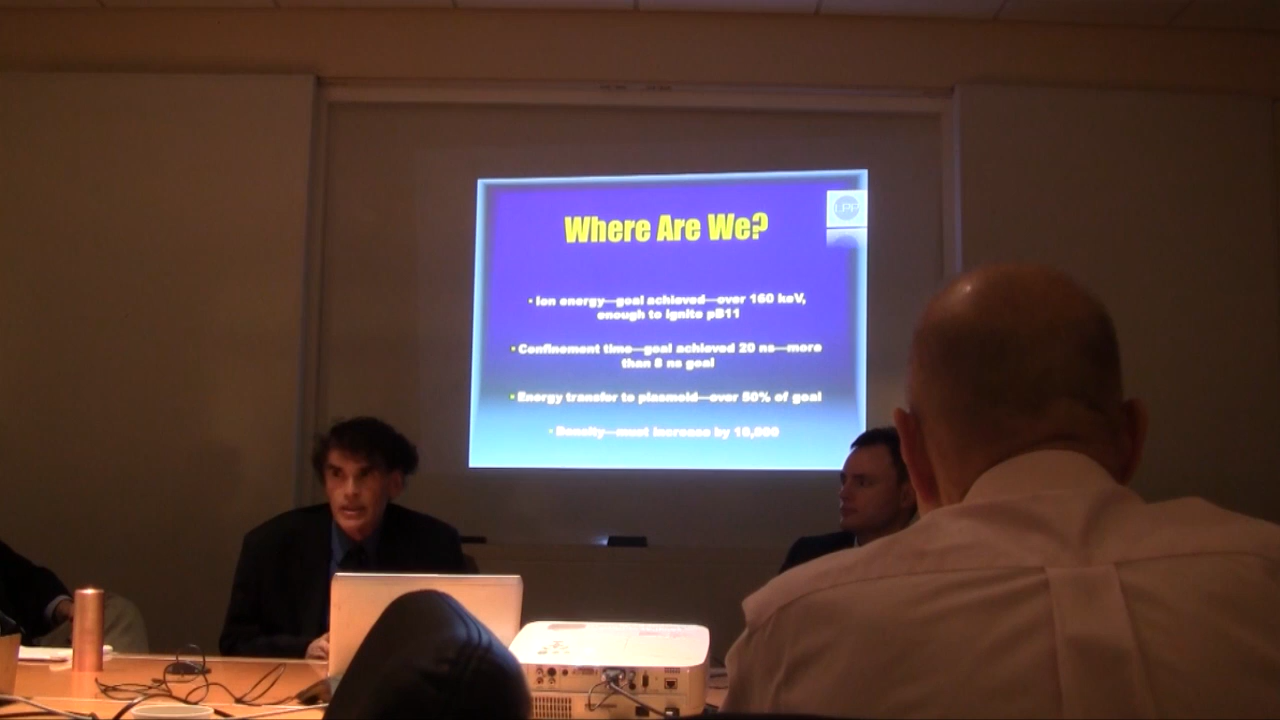 Where Are We?
LPP
• Ion energy—goal achieved—over 160 keV,
enough to ignite pB11
• Confinement time—goal achieved 20 ns—more
than 8 ns goal
• Energy transfer to plasmoid—over 50% of goal
• Density—must increase by 10,000